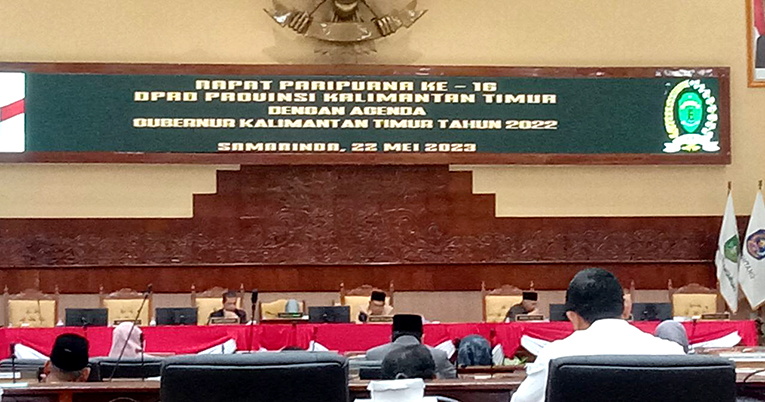 RAPAT PARIPURNA KE - 16
DPRD PROVINSI KALIMANTAN TIMUR
DENGAN AGENDA
GUBERNUR KALIMANTAN TIMUR TAHUN 2022
SAMARINDA, 22 MEI 2023